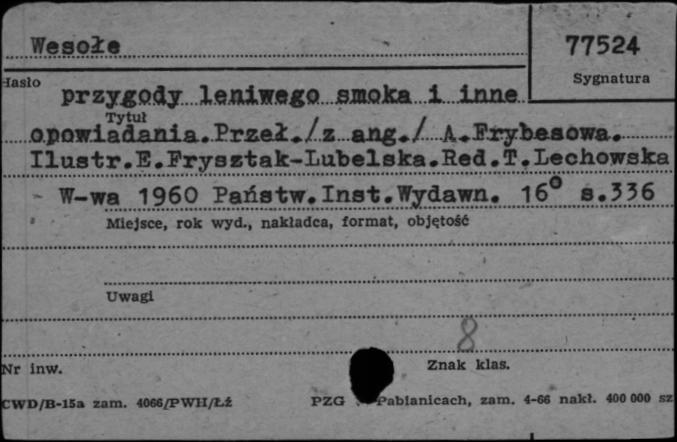 Wesołe
77524
Hasło
Sygnatura
przygody leniwego smoka i inne
Tytuł
opowiadania.Przeł./z ang./ A.Frybesowa.
Ilustr.E.Frysztak-Lubelska.Red.T.Lechowska
W-wa 1960 Państw.Inst.Wydawn. 16° s.336
Miejsce, rok wyd., nakładca, format, objętość
Uwagi
8
Nr inw.
Znak klas.
CWD/B-15a zam. 4066/PWH/Łź
PZG Pabianicach, zam. 4-66 nakł. 400 000 sz